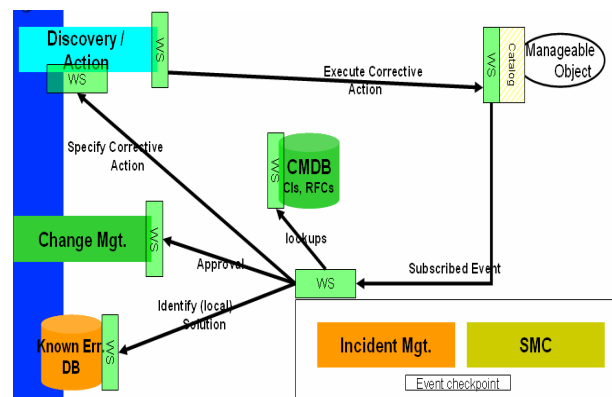 Discovery /
Action
WS
WS
Execute Corrective
Action
WS
Catalog
Manageable
Object
Specify Corrective
Action
WS
CMDB
CIs, RFCs
lookups
Change Mgt.
WS
Approval
WS
Subscribed Event
Identify (local)
Solution
Known Err.
DB
WS
Incident Mgt.
SMC
Event checkpoint